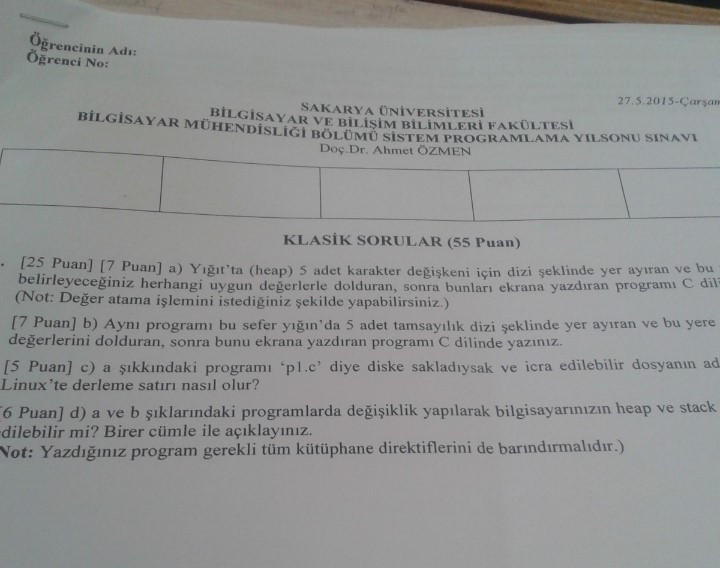 Öğrencinin Adı:
Öğrenci No:
27.5.2015-Çarşam
SAKARYA ÜNİVERSİTESİ
BİLGİSAYAR VE BİLİŞİM BİLİMLERİ FAKÜLTESİ
BİLGİSAYAR MÜHENDİSLİĞİ BÖLÜMÜ SİSTEM PROGRAMLAMA YILSONU SINAVI
Doç.Dr. Ahmet ÖZMEN
KLASİK SORULAR (55 Puan)
. [25 Puan] [7 Puan] a) Yığıt'ta (heap) 5 adet karakter değişkeni için dizi şeklinde yer ayıran ve bu
belirleyeceğiniz herhangi uygun değerlerle dolduran, sonra bunları ekrana yazdıran programı C dil
(Not: Değer atama işlemini istediğiniz şekilde yapabilirsiniz.)
[7 Puan] b) Aynı programı bu sefer yığın'da 5 adet tamsayılık dizi şeklinde yer ayıran ve bu yere
değerlerini dolduran, sonra bunu ekrana yazdıran programı C dilinde yazınız.
[5 Puan] c) a şıkkındaki programı 'p1.c' diye diske sakladıysak ve icra edilebilir dosyanın ad
Linux'te derleme satırı nasıl olur?
[6 Puan] d) a ve b şıklarındaki programlarda değişiklik yapılarak bilgisayarınızın heap ve stack
dilebilir mi? Birer cümle ile açıklayınız.
Not: Yazdığınız program gerekli tüm kütüphane direktiflerini de barındırmalıdır.)